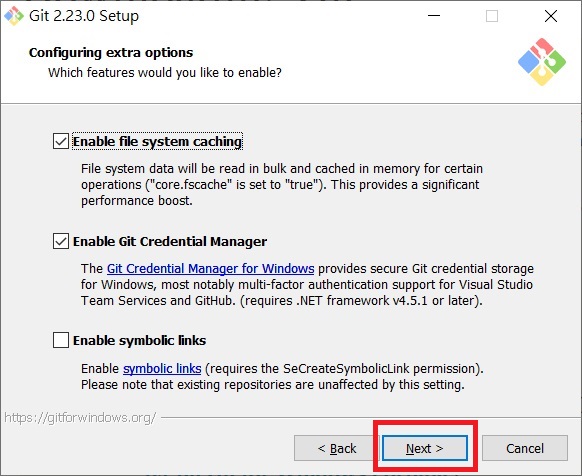 Git 2.23.0 Setup
Configuring extra options
Which features would you like to enable?
Enable file system caching
File system data will be read in bulk and cached in memory for certain
operations ("core.fscache" is set to "true"). This provides a significant
performance boost.
Enable Git Credential Manager
The Git Credential Manager for Windows provides secure Git credential storage
for Windows, most notably multi-factor authentication support for Visual Studio
Team Services and GitHub. (requires .NET framework v4.5.1 or later).
Enable symbolic links
Enable symbolic links (requires the SeCreateSymbolicLink permission).
Please note that existing repositories are unaffected by this setting.
https://gitforwindows.org/
< Back Next > Cancel